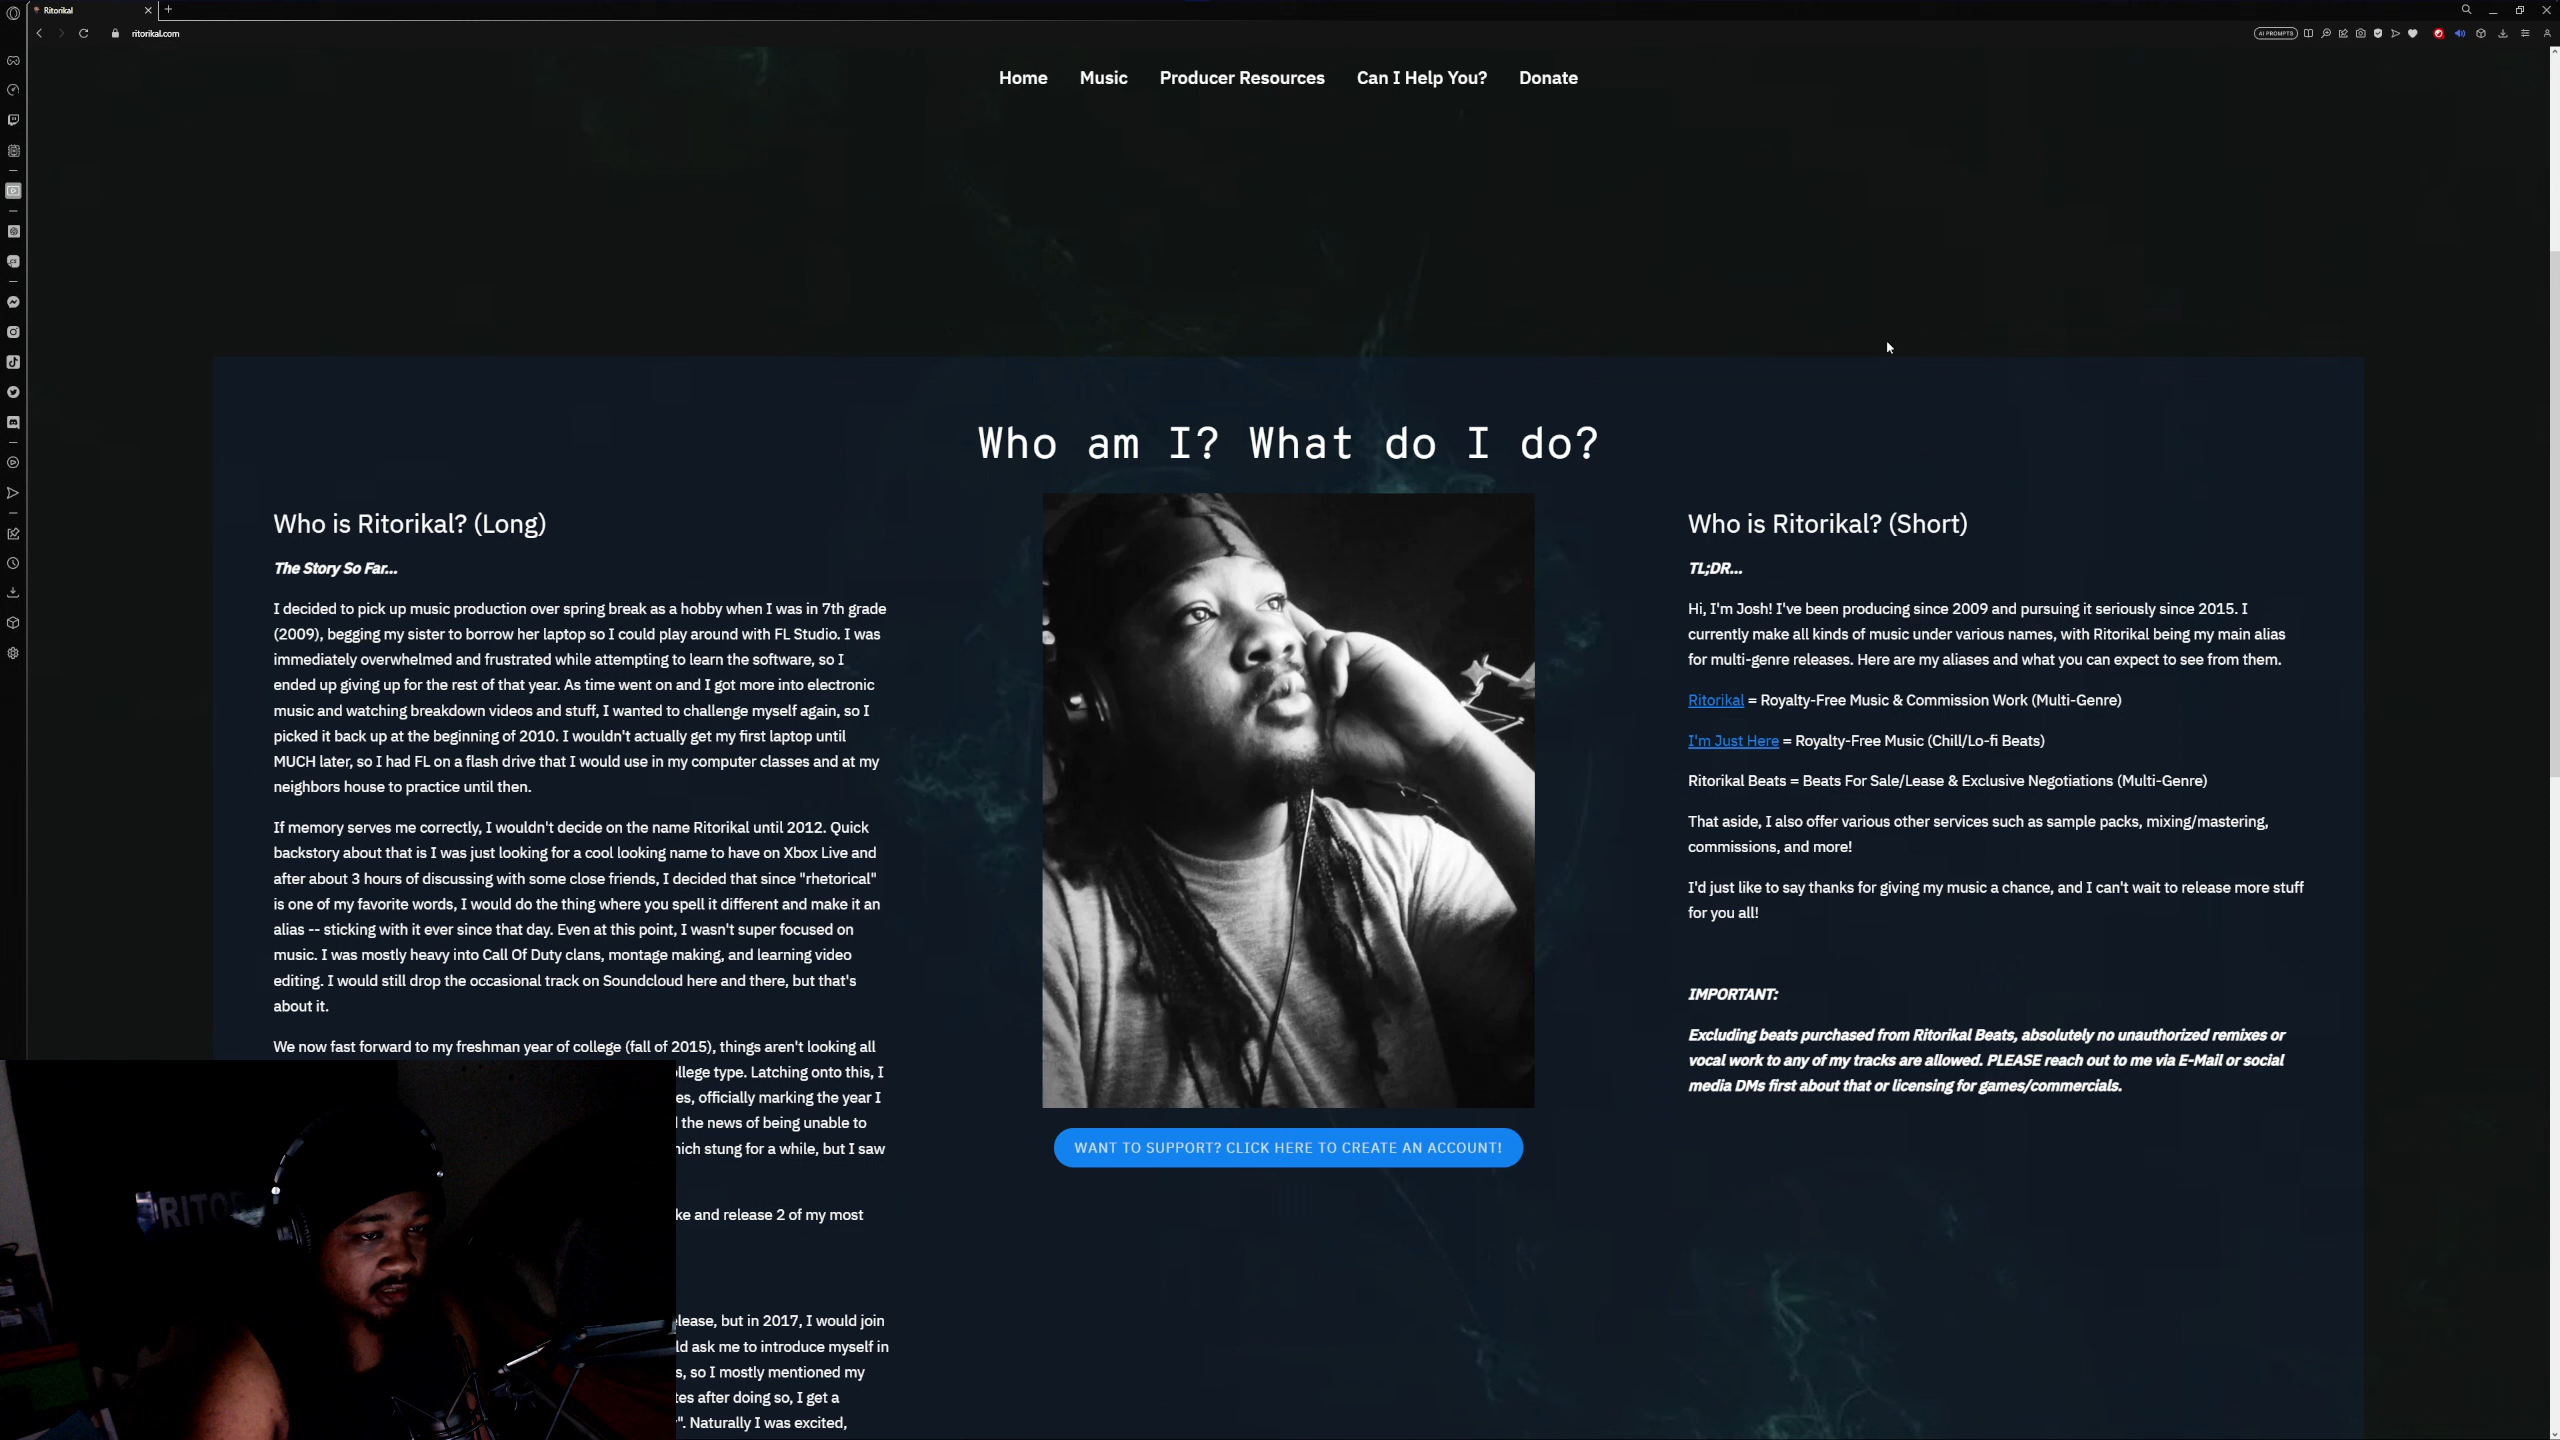 Ritorikal
ritorikal.com
AI PROMPTS
Home Music Producer Resources Can I Help You? Donate
Who am I? What do I do?
Who is Ritorikal? (Long)
The Story So Far...
I decided to pick up music production over spring break as a hobby when I was in 7th grade
(2009), begging my sister to borrow her laptop so I could play around with FL Studio. I was
immediately overwhelmed and frustrated while attempting to learn the software, so I
ended up giving up for the rest of that year. As time went on and I got more into electronic
music and watching breakdown videos and stuff, I wanted to challenge myself again, so I
picked it back up at the beginning of 2010. I wouldn't actually get my first laptop until
MUCH later, so I had FL on a flash drive that I would use in my computer classes and at my
neighbors house to practice until then.
If memory serves me correctly, I wouldn't decide on the name Ritorikal until 2012. Quick
backstory about that is I was just looking for a cool looking name to have on Xbox Live and
after about 3 hours of discussing with some close friends, I decided that since "rhetorical"
is one of my favorite words, I would do the thing where you spell it different and make it an
alias -- sticking with it ever since that day. Even at this point, I wasn't super focused on
music. I was mostly heavy into Call Of Duty clans, montage making, and learning video
editing. I would still drop the occasional track on Soundcloud here and there, but that's
about it.
We now fast forward to my freshman year of college (fall of 2015), things aren't looking all
llege type. Latching onto this, I
es, officially marking the year I
the news of being unable to
nich stung for a while, but I saw
ke and release 2 of my most
elease, but in 2017, I would join
ld ask me to introduce myself in
s, so I mostly mentioned my
tes after doing so, I get a
r". Naturally I was excited,
RITO
WANT TO SUPPORT? CLICK HERE TO CREATE AN ACCOUNT!
Who is Ritorikal? (Short)
TL;DR...
Hi, I'm Josh! I've been producing since 2009 and pursuing it seriously since 2015. I
currently make all kinds of music under various names, with Ritorikal being my main alias
for multi-genre releases. Here are my aliases and what you can expect to see from them.
Ritorikal = Royalty-Free Music & Commission Work (Multi-Genre)
I'm Just Here = Royalty-Free Music (Chill/Lo-fi Beats)
Ritorikal Beats = Beats For Sale/Lease & Exclusive Negotiations (Multi-Genre)
That aside, I also offer various other services such as sample packs, mixing/mastering,
commissions, and more!
I'd just like to say thanks for giving my music a chance, and I can't wait to release more stuff
for you all!
IMPORTANT:
Excluding beats purchased from Ritorikal Beats, absolutely no unauthorized remixes or
vocal work to any of my tracks are allowed. PLEASE reach out to me via E-Mail or social
media DMs first about that or licensing for games/commercials.